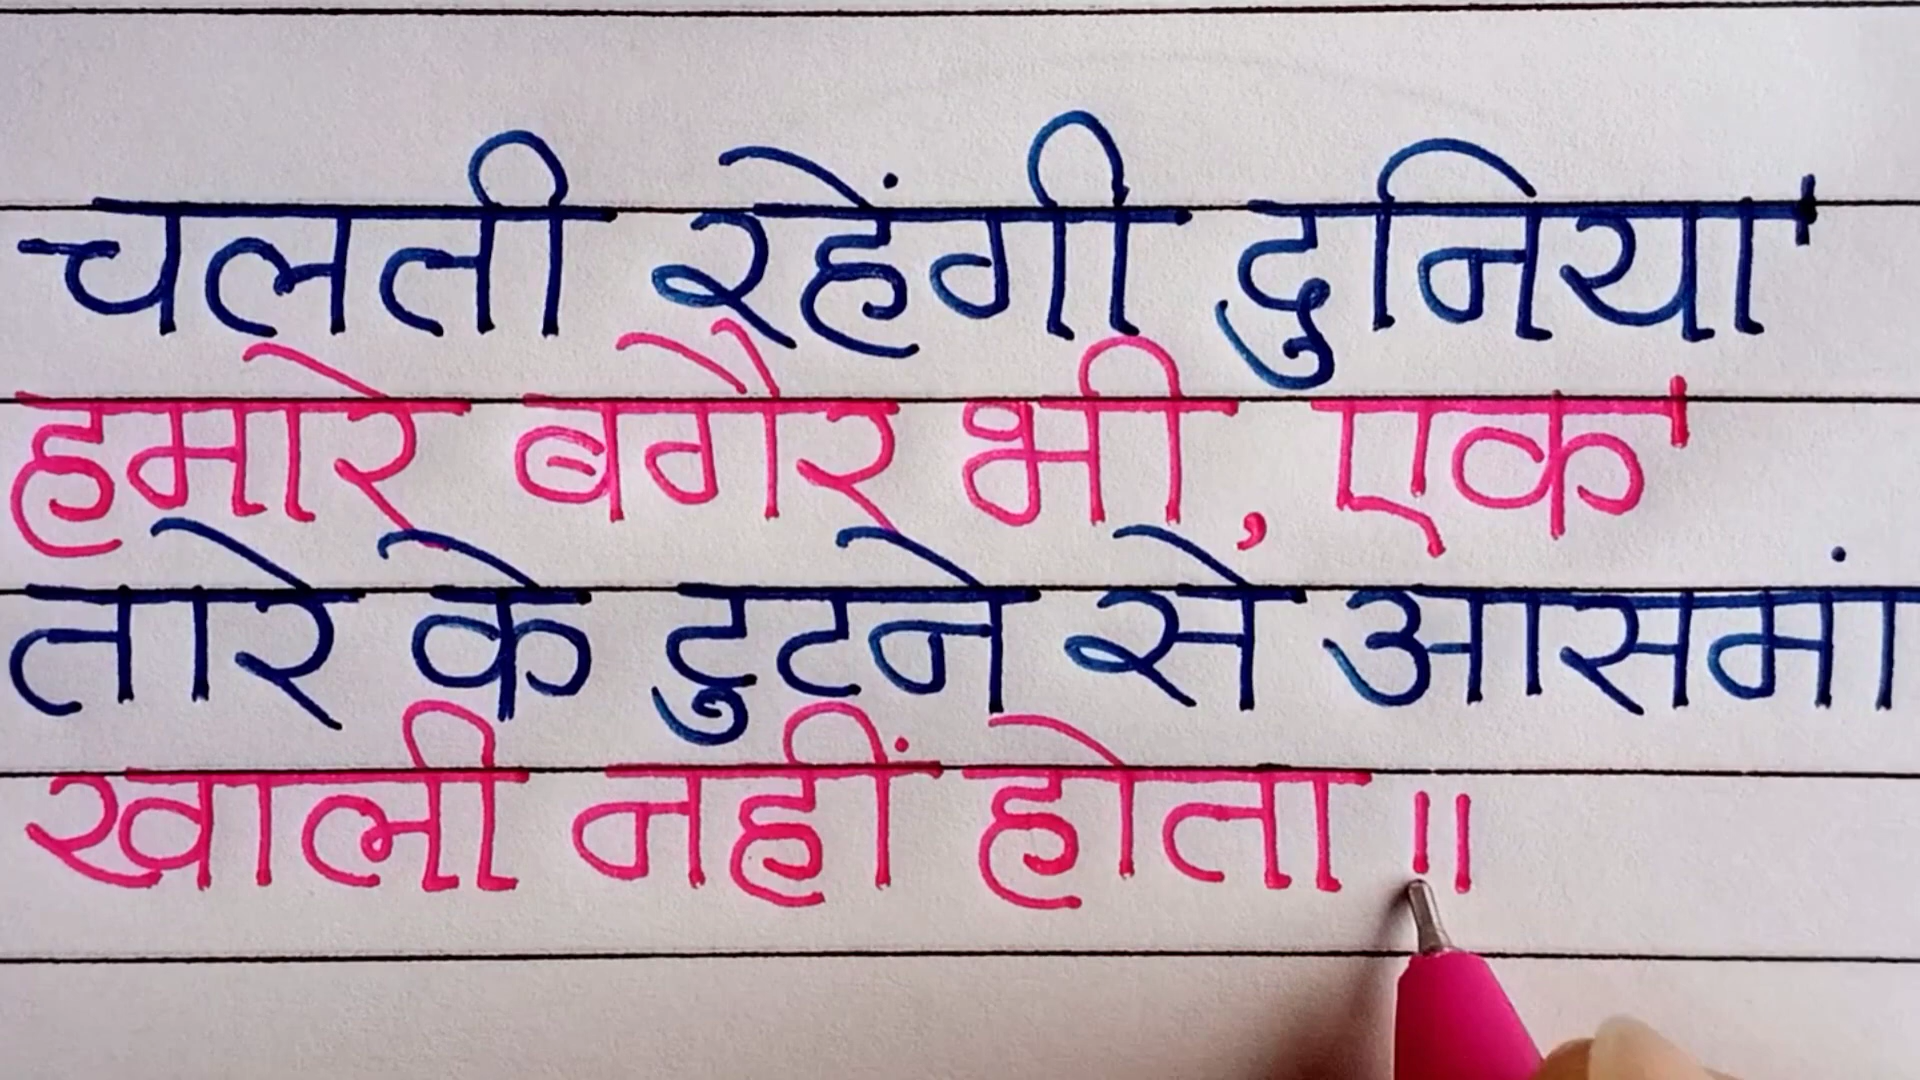 चलती रहेंगी दुनिया'
हमारे बगैर भी, एक'
तारे के टुटने से आसमां
खाली नहीं होता ॥